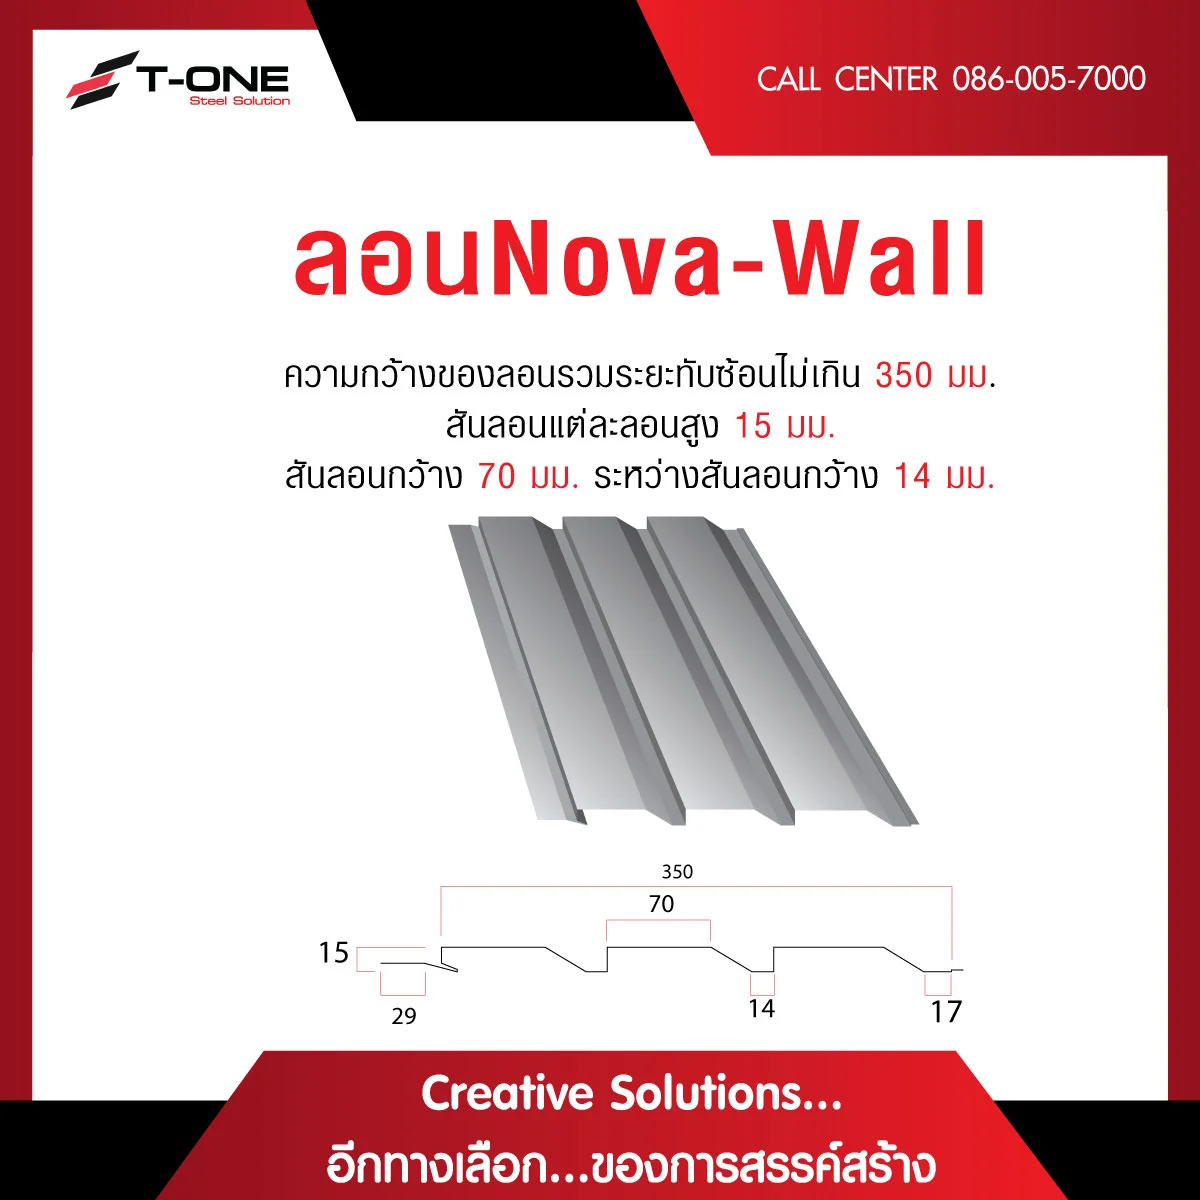 T-ONE
Steel Solution
CALL CENTER 086-005-7000
ลอนNova-Wall
ความกว้างของลอนรวมระยะทับซ้อนไม่เกิน 350 มม.
สันลอนแต่ละลอนสูง 15 มม.
สันลอนกว้าง 70 มม. ระหว่างสันลอนกว้าง 14 มม.
350
70
15
29
14
17
Creative Solutions...
อีกทางเลือก...ของการสรรค์สร้าง